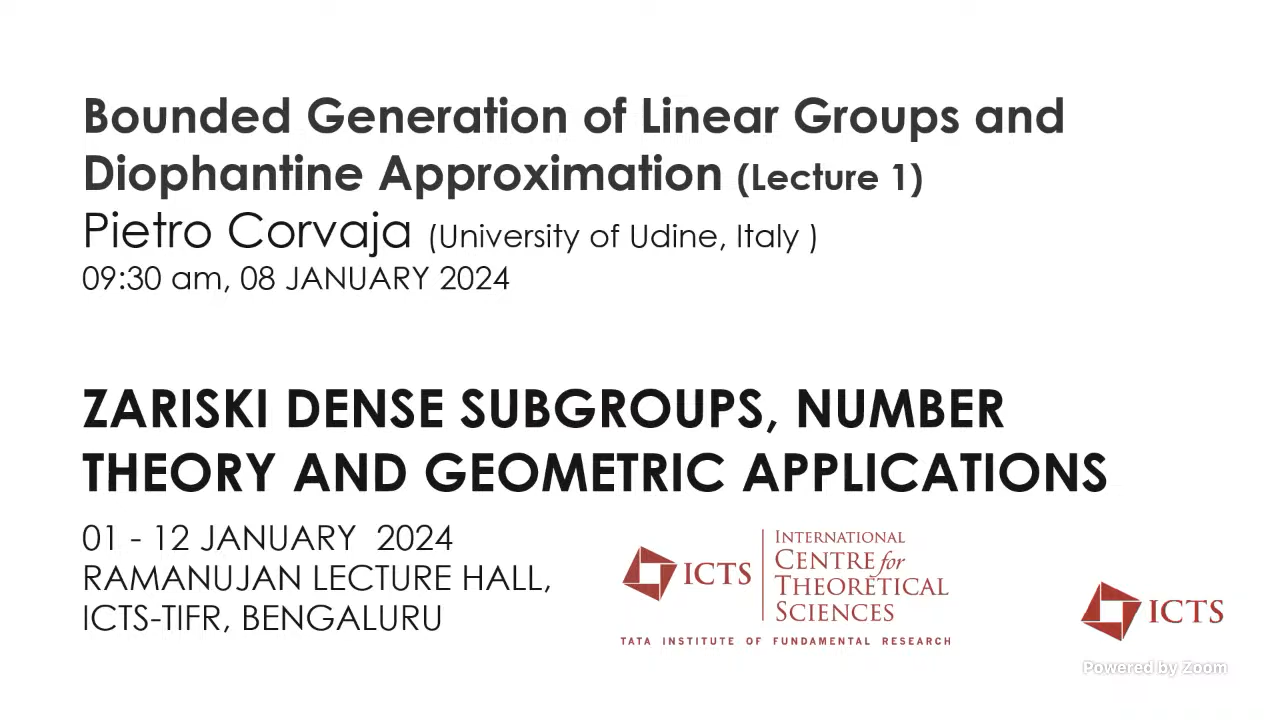 Bounded Generation of Linear Groups and
Diophantine Approximation (Lecture 1)
Pietro Corvaja (University of Udine, Italy )
09:30 am, 08 JANUARY 2024
ZARISKI DENSE SUBGROUPS, NUMBER
THEORY AND GEOMETRIC APPLICATIONS
01 - 12 JANUARY 2024
RAMANUJAN LECTURE HALL,
ICTS-TIFR, BENGALURU
ICTS
INTERNATIONAL
CENTRE for
THEORETICAL
SCIENCES
TATA INSTITUTE OF FUNDAMENTAL RESEARCH
ICTS
Powered by Zoom